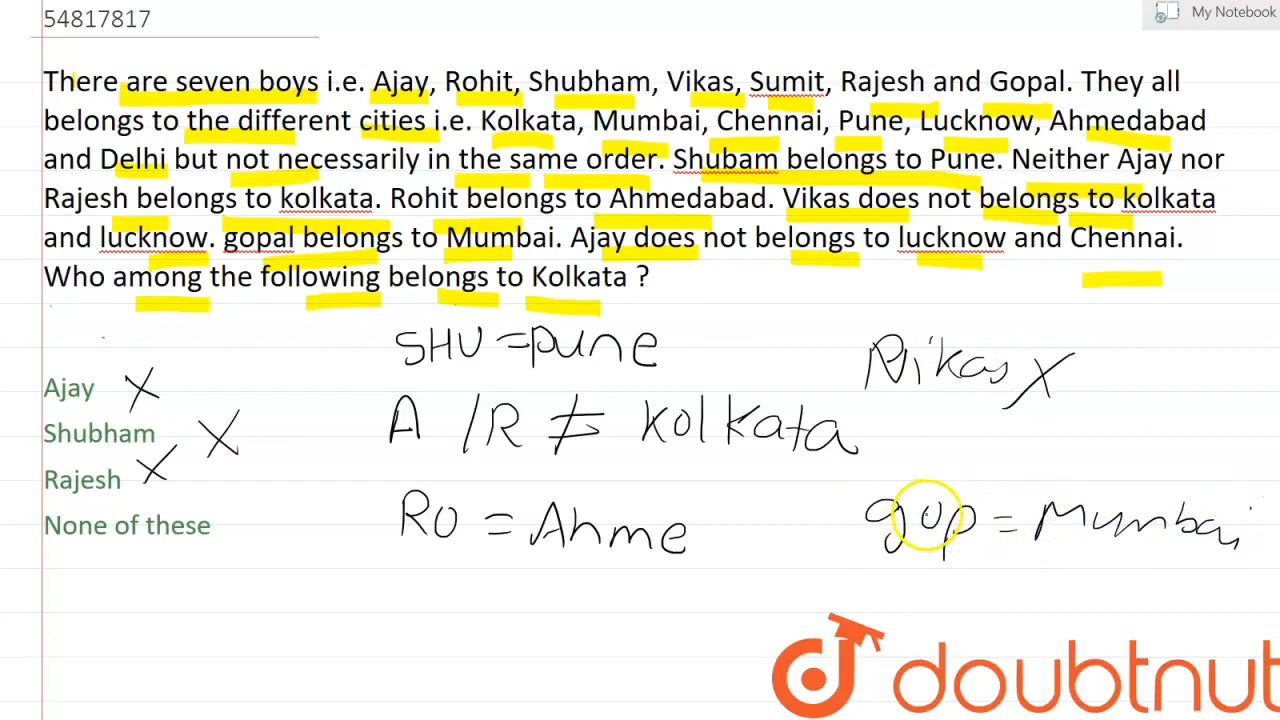 54817817
My Notebook
There are seven boys i.e. Ajay, Rohit, Shubham, Vikas, Sumit, Rajesh and Gopal. They all
belongs to the different cities i.e. Kolkata, Mumbai, Chennai, Pune, Lucknow, Ahmedabad
and Delhi but not necessarily in the same order. Shubam belongs to Pune. Neither Ajay nor
Rajesh belongs to kolkata. Rohit belongs to Ahmedabad. Vikas does not belongs to kolkata
and lucknow. gopal belongs to Mumbai. Ajay does not belongs to lucknow and Chennai.
Who among the following belongs to Kolkata ?
SHU = pune
Vikas X
Ajay X
A / R ≠ Kolkata
Shubham X
Rajesh X
RO = Ahme
gop = Mumbai
None of these
doubtnut